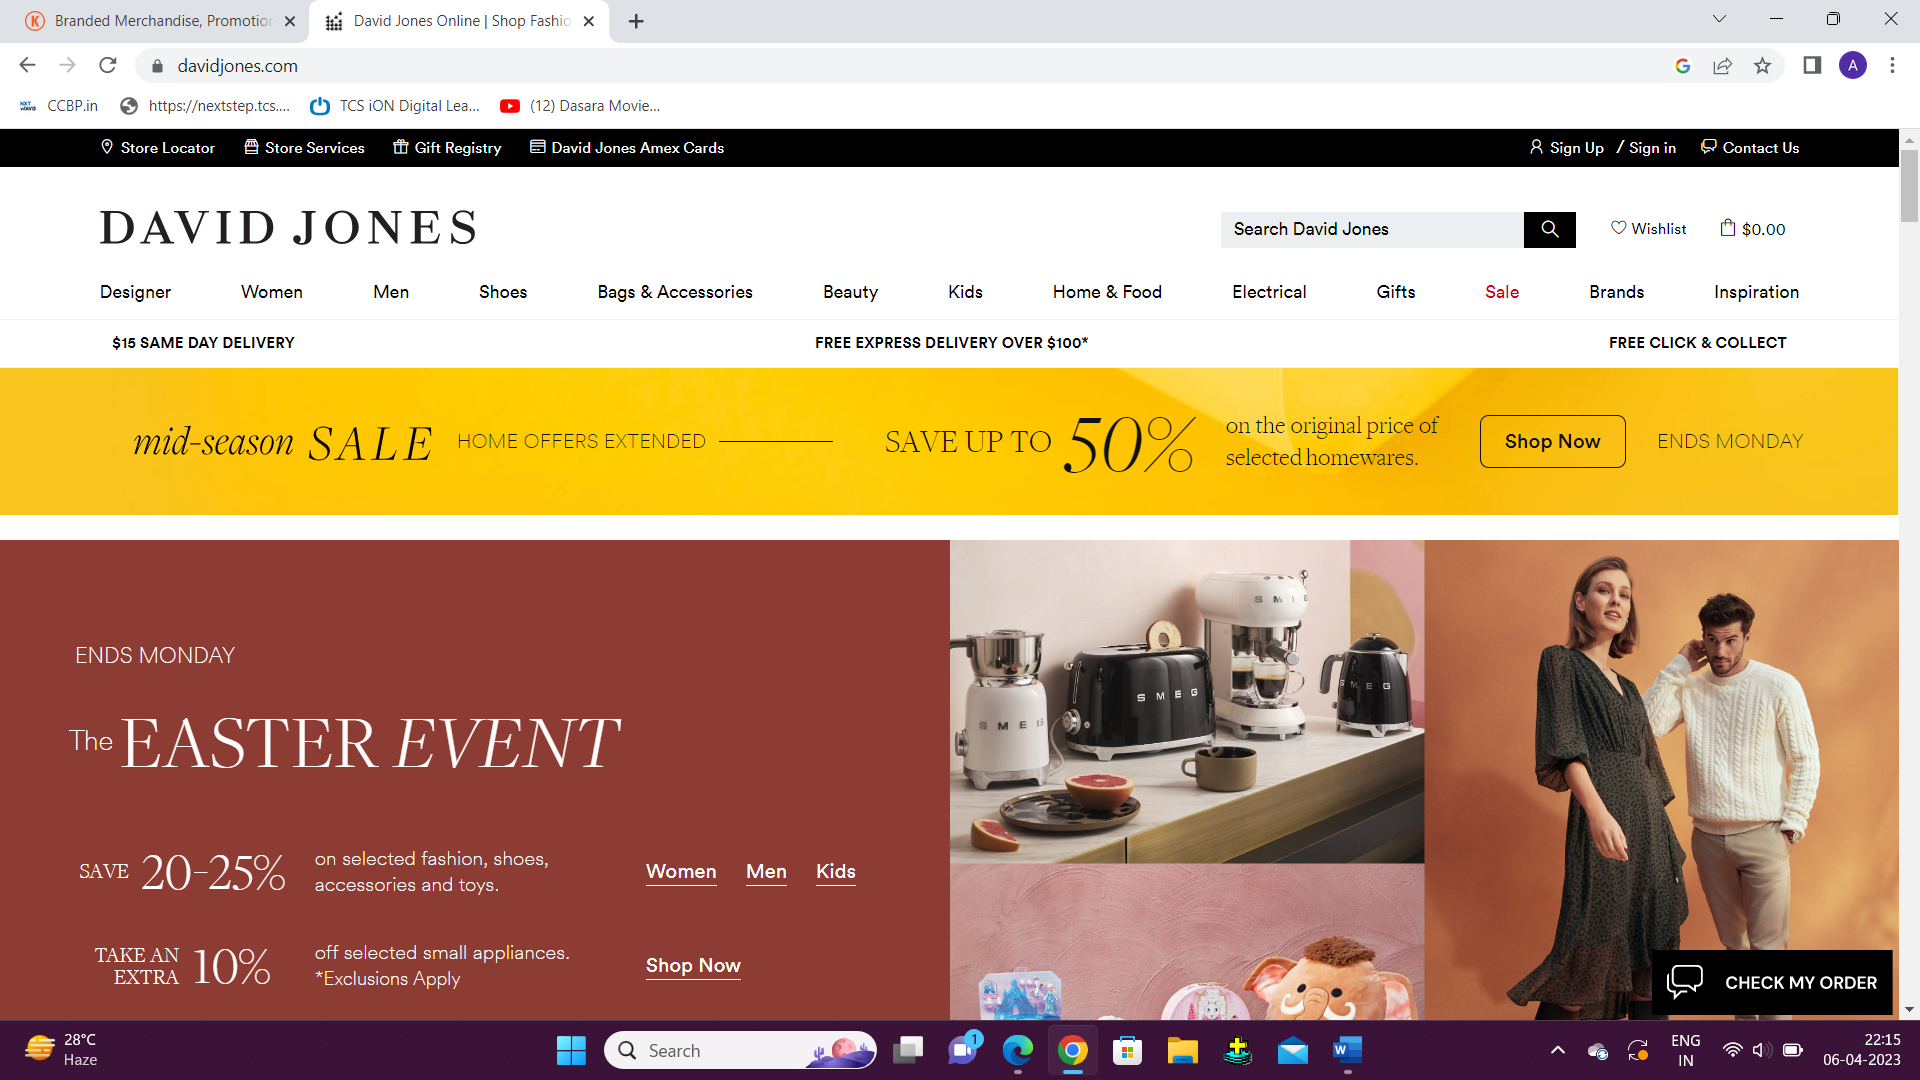 Branded Merchandise, Promotion
David Jones Online | Shop Fashio
davidjones.com
A
CCBP.in
https://nextstep.tcs....
TCS iON Digital Lea...
(12) Dasara Movie...
Store Locator
Store Services
Gift Registry
David Jones Amex Cards
Sign Up / Sign in
Contact Us
DAVID JONES
Search David Jones
Wishlist
$0.00
Designer
Women
Men
Shoes
Bags & Accessories
Beauty
Kids
Home & Food
Electrical
Gifts
Sale
Brands
Inspiration
$15 SAME DAY DELIVERY
FREE EXPRESS DELIVERY OVER $100*
FREE CLICK & COLLECT
mid-season SALE
HOME OFFERS EXTENDED
SAVE UP TO 50%
on the original price of
selected homewares.
Shop Now
ENDS MONDAY
ENDS MONDAY
The EASTER EVENT
SAVE 20-25%
on selected fashion, shoes,
accessories and toys.
Women
Men
Kids
TAKE AN
EXTRA
10%
off selected small appliances.
*Exclusions Apply
Shop Now
SMEG
SMEG
SMEG
SMEG
CHECK MY ORDER
28°C
Haze
Search
1
W
ENG
IN
22:15
06-04-2023